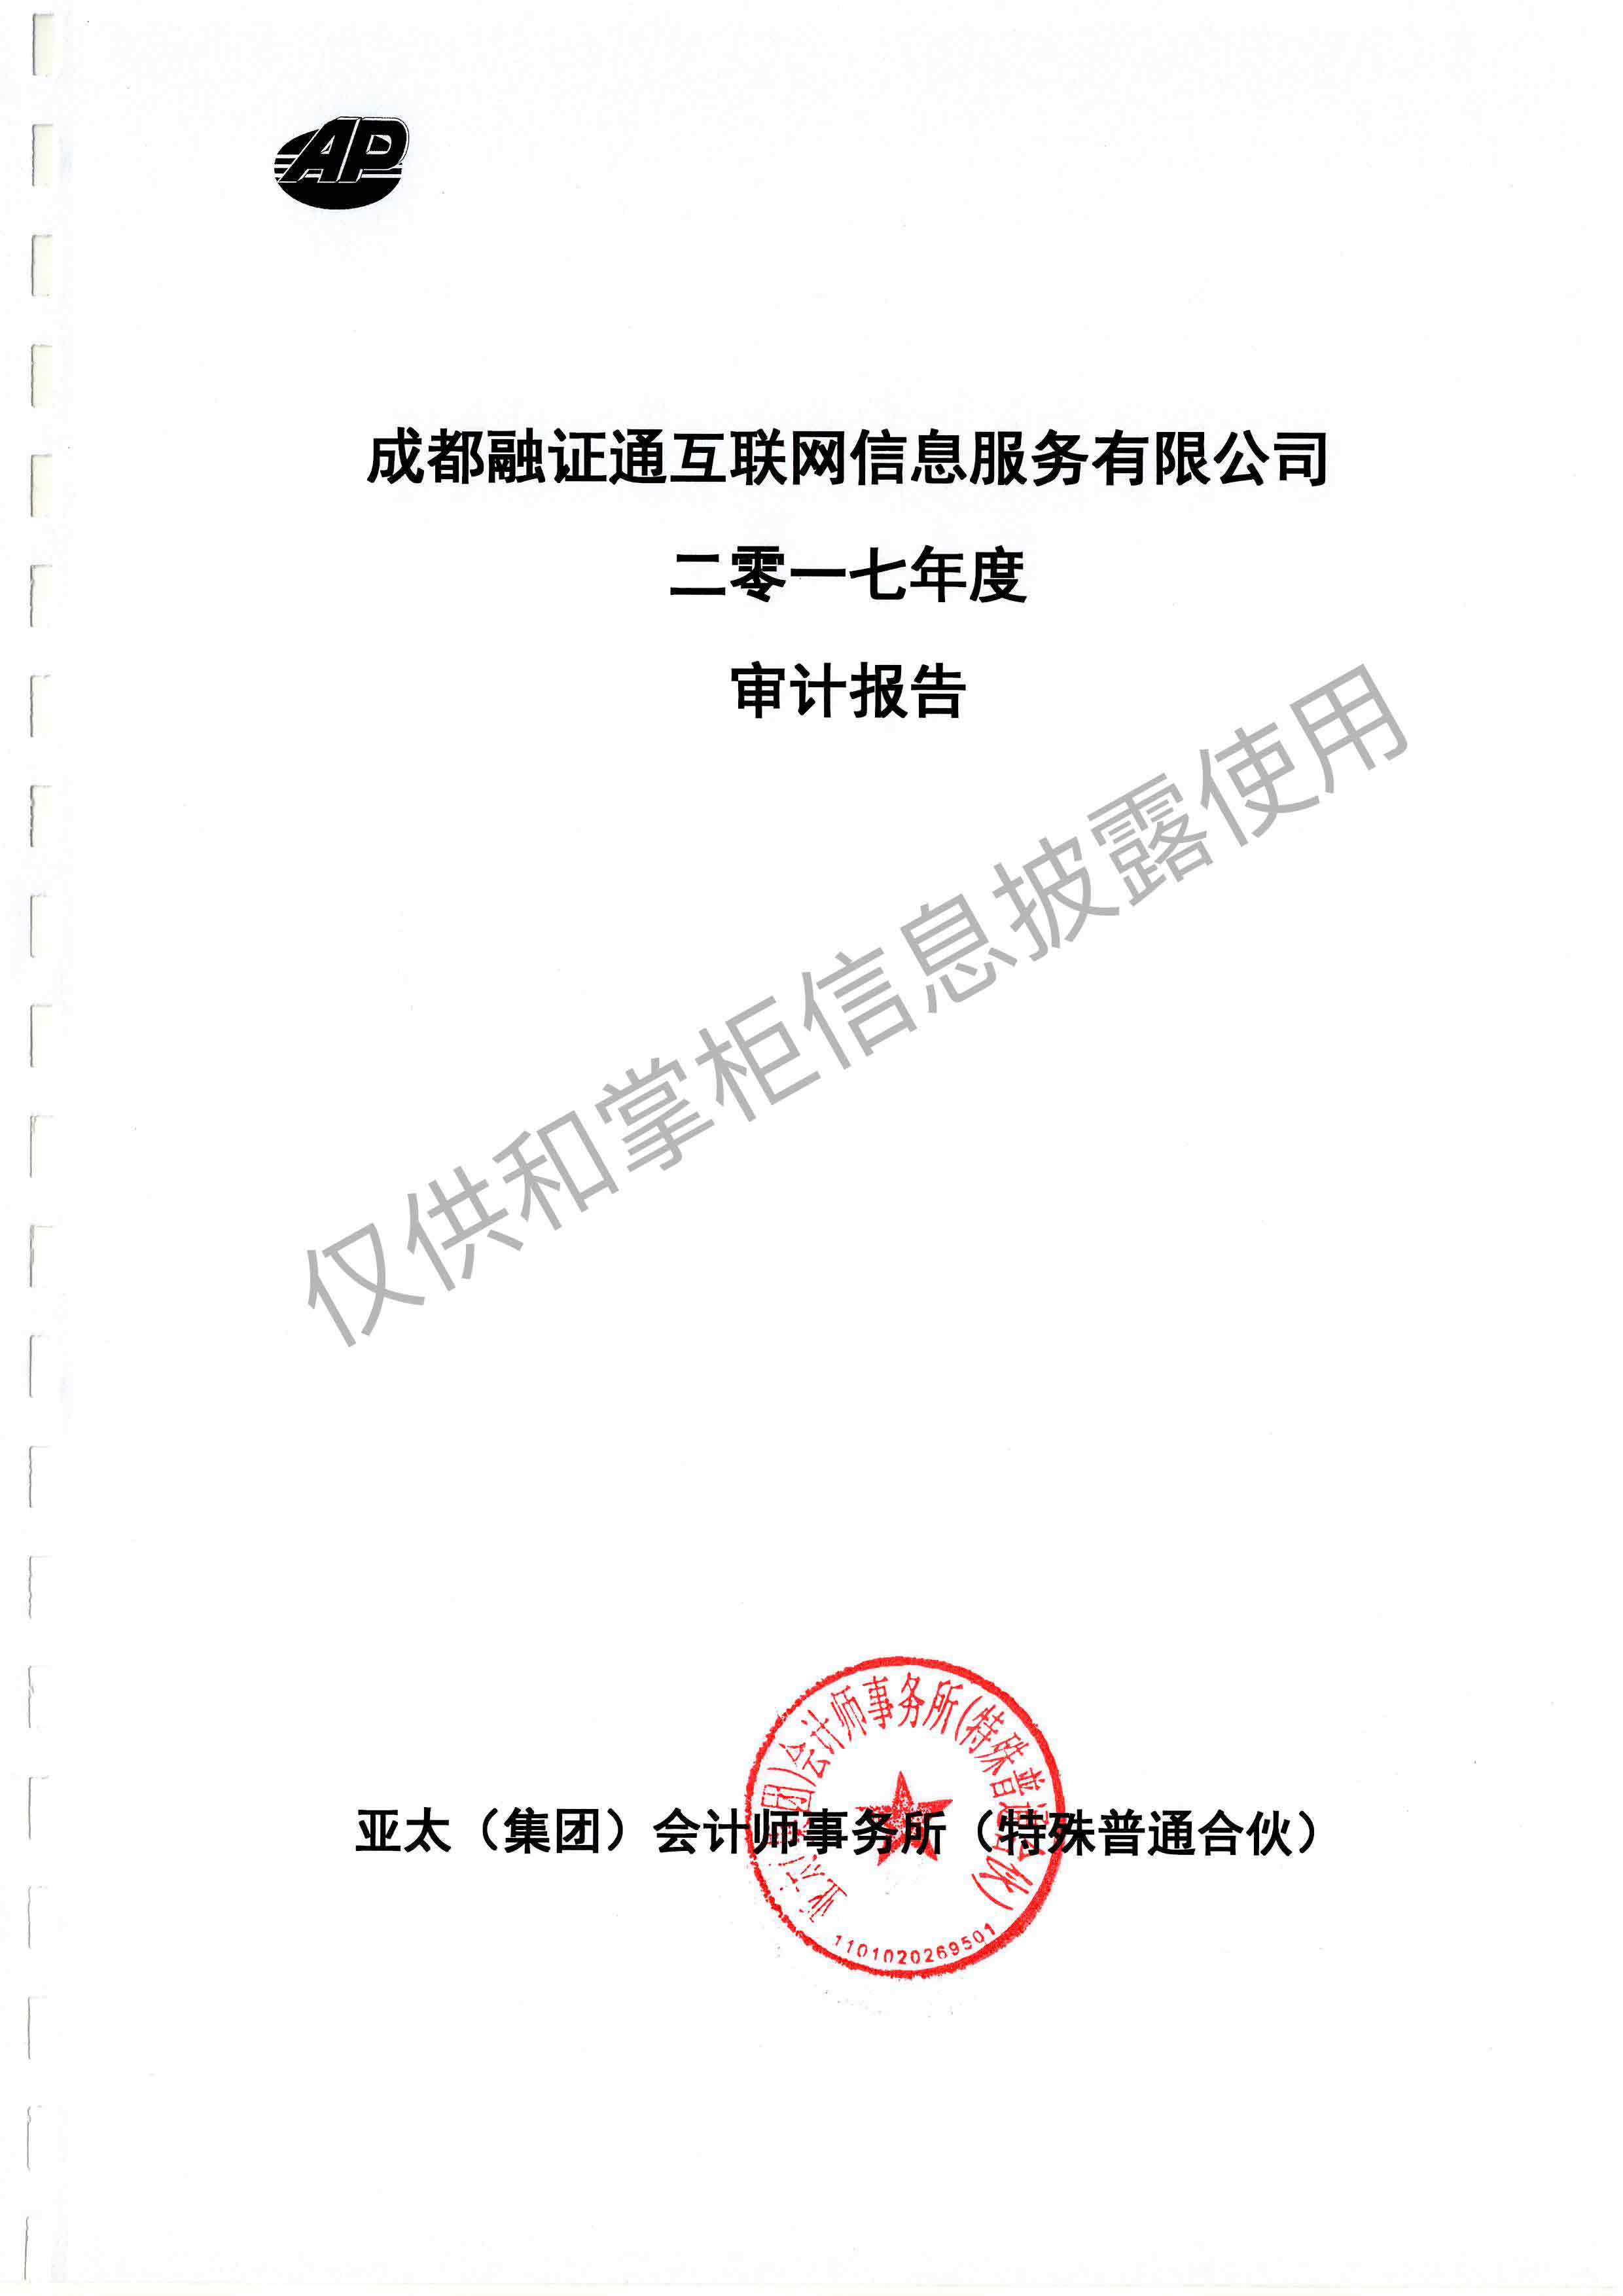 AP
成都融证通互联网信息服务有限公司
二零一七年度
审计报告
仅供和掌柜信息披露使用
亚太（集团）会计师事务所（特殊普通合伙）
亚太(集团)会计师事务所(特殊普通合伙)
1101020269501